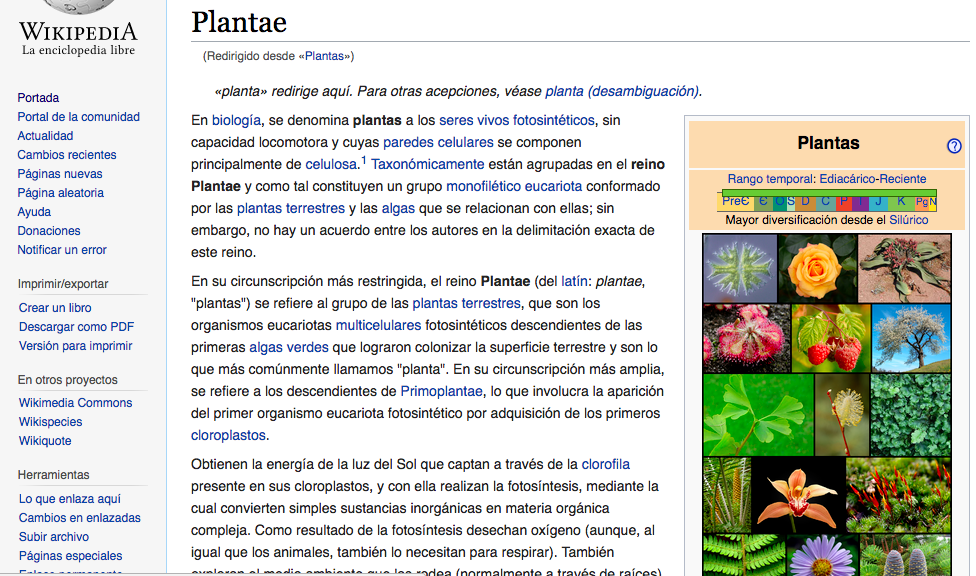 WIKIPEDIA
La enciclopedia libre
Portada
Portal de la comunidad
Actualidad
Cambios recientes
Páginas nuevas
Página aleatoria
Ayuda
Donaciones
Notificar un error
Imprimir/exportar
Crear un libro
Descargar como PDF
Versión para imprimir
En otros proyectos
Wikimedia Commons
Wikispecies
Wikiquote
Herramientas
Lo que enlaza aquí
Cambios en enlazadas
Subir archivo
Páginas especiales
Enlace permanente
Plantae
(Redirigido desde «Plantas»)
«planta» redirige aquí. Para otras acepciones, véase planta (desambiguación).
En biología, se denomina plantas a los seres vivos fotosintéticos, sin
capacidad locomotora y cuyas paredes celulares se componen
principalmente de celulosa.1 Taxonómicamente están agrupadas en el reino
Plantae y como tal constituyen un grupo monofilético eucariota conformado
por las plantas terrestres y las algas que se relacionan con ellas; sin
embargo, no hay un acuerdo entre los autores en la delimitación exacta de
este reino.
En su circunscripción más restringida, el reino Plantae (del latín: plantae,
"plantas") se refiere al grupo de las plantas terrestres, que son los
organismos eucariotas multicelulares fotosintéticos descendientes de las
primeras algas verdes que lograron colonizar la superficie terrestre y son lo
que más comúnmente llamamos "planta". En su circunscripción más amplia,
se refiere a los descendientes de Primoplantae, lo que involucra la aparición
del primer organismo eucariota fotosintético por adquisición de los primeros
cloroplastos.
Obtienen la energía de la luz del Sol que captan a través de la clorofila
presente en sus cloroplastos, y con ella realizan la fotosíntesis, mediante la
cual convierten simples sustancias inorgánicas en materia orgánica
compleja. Como resultado de la fotosíntesis desechan oxígeno (aunque, al
igual que los animales, también lo necesitan para respirar). También
exploran el medio ambiente que las rodea (normalmente a través de raíces)
Plantas ?
Rango temporal: Ediacárico-Reciente
PreЄ Є O S D C P T J K Pg N
Mayor diversificación desde el Silúrico